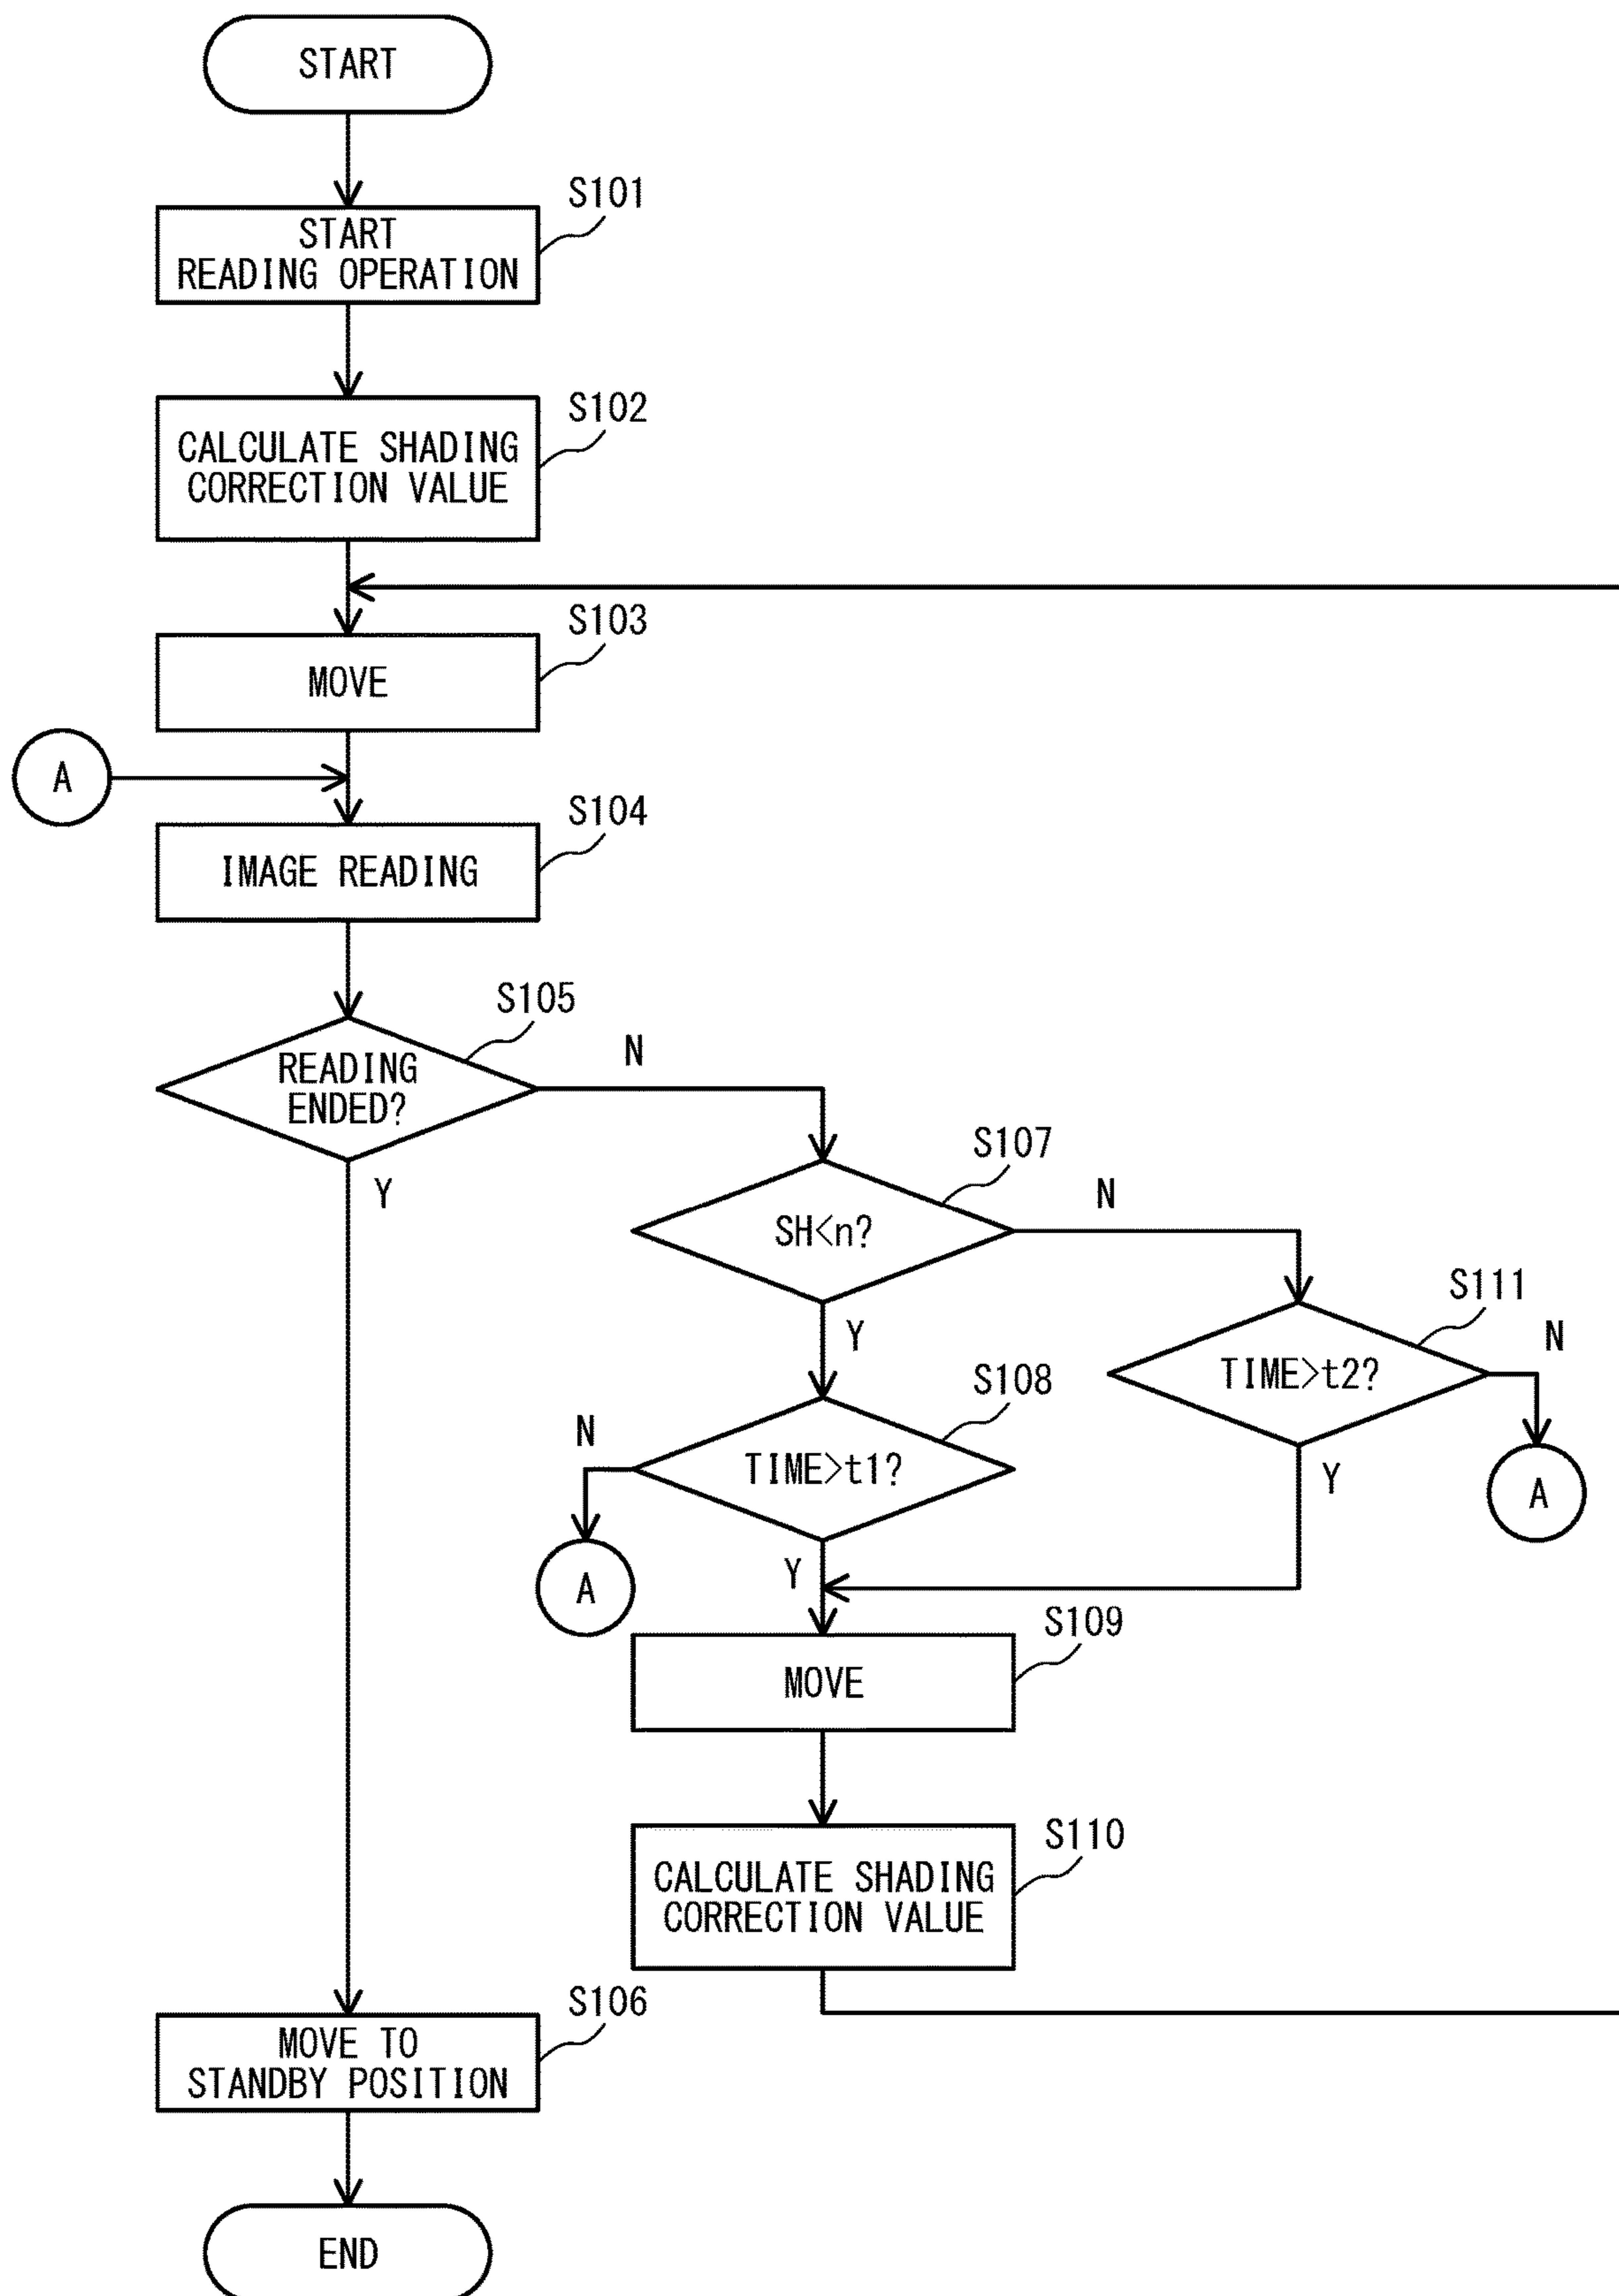 START
S101
START
READING OPERATION
S102
CALCULATE SHADING
CORRECTION VALUE
S103
MOVE
A
S104
IMAGE READING
S105
READING
ENDED?
N
Y
S107
SH<n?
N
Y
S111
TIME>t2?
N
Y
A
S108
TIME>t1?
N
A
Y
S109
MOVE
S110
CALCULATE SHADING
CORRECTION VALUE
S106
MOVE TO
STANDBY POSITION
END